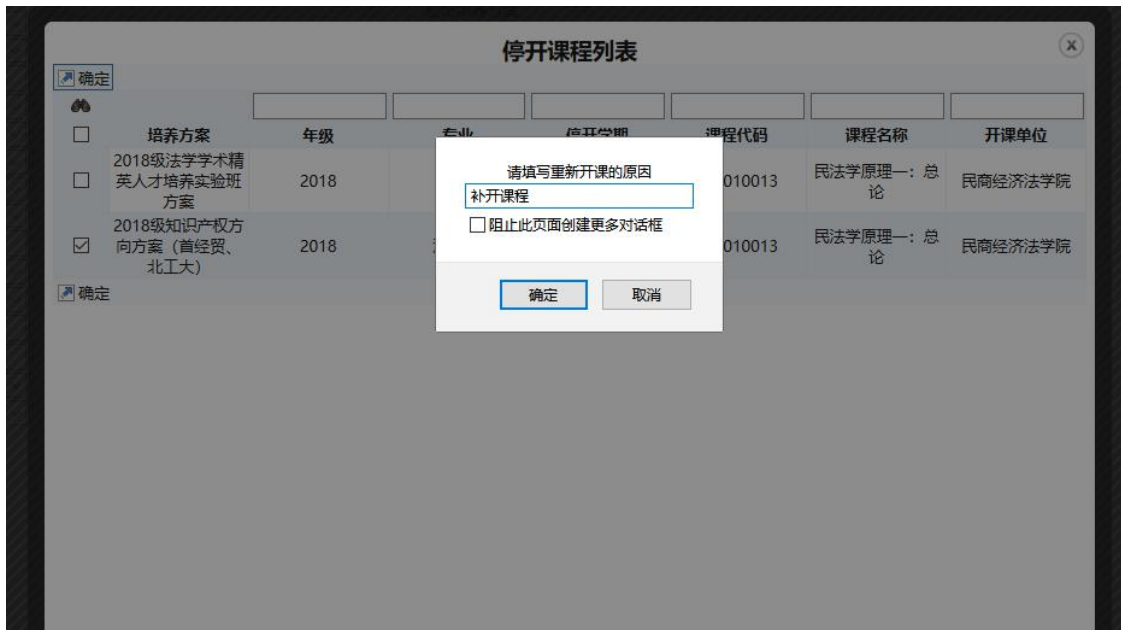 停开课程列表
确定
培养方案 年级 专业 停开学期 课程代码 课程名称 开课单位
2018级法学学术精
英人才培养实验班
方案
2018
010013
民法学原理一：总
论
民商经济法学院
2018级知识产权方
向方案（首经贸、
北工大）
2018
010013
民法学原理一：总
论
民商经济法学院
确定
请填写重新开课的原因
补开课程
阻止此页面创建更多对话框
确定 取消